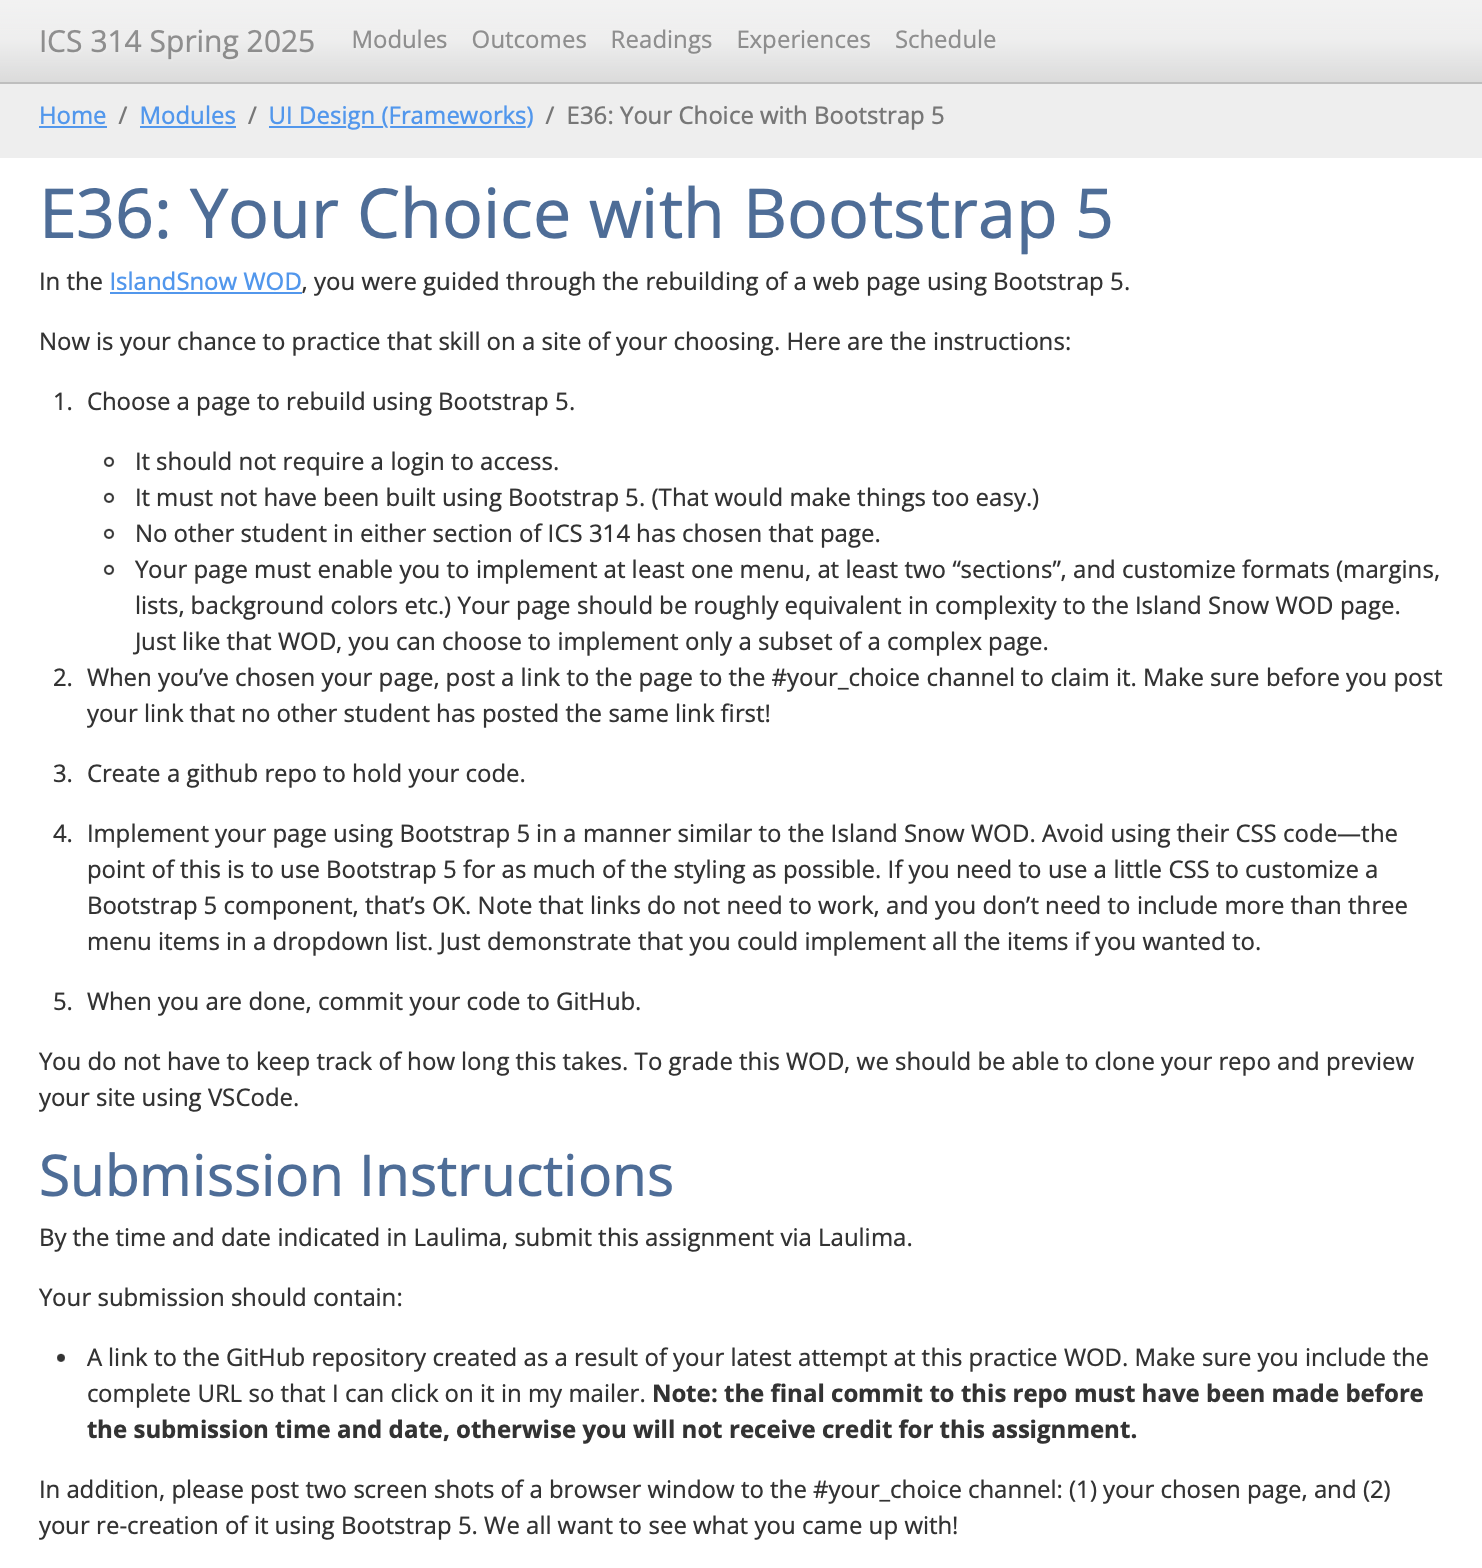 ICS 314 Spring 2025 Modules Outcomes Readings Experiences Schedule
Home / Modules / UI Design (Frameworks) / E36: Your Choice with Bootstrap 5
E36: Your Choice with Bootstrap 5
In the IslandSnow WOD, you were guided through the rebuilding of a web page using Bootstrap 5.
Now is your chance to practice that skill on a site of your choosing. Here are the instructions:
1. Choose a page to rebuild using Bootstrap 5.
◦ It should not require a login to access.
◦ It must not have been built using Bootstrap 5. (That would make things too easy.)
◦ No other student in either section of ICS 314 has chosen that page.
◦ Your page must enable you to implement at least one menu, at least two “sections”, and customize formats (margins,
lists, background colors etc.) Your page should be roughly equivalent in complexity to the Island Snow WOD page.
Just like that WOD, you can choose to implement only a subset of a complex page.
2. When you’ve chosen your page, post a link to the page to the #your_choice channel to claim it. Make sure before you post
your link that no other student has posted the same link first!
3. Create a github repo to hold your code.
4. Implement your page using Bootstrap 5 in a manner similar to the Island Snow WOD. Avoid using their CSS code—the
point of this is to use Bootstrap 5 for as much of the styling as possible. If you need to use a little CSS to customize a
Bootstrap 5 component, that’s OK. Note that links do not need to work, and you don’t need to include more than three
menu items in a dropdown list. Just demonstrate that you could implement all the items if you wanted to.
5. When you are done, commit your code to GitHub.
You do not have to keep track of how long this takes. To grade this WOD, we should be able to clone your repo and preview
your site using VSCode.
Submission Instructions
By the time and date indicated in Laulima, submit this assignment via Laulima.
Your submission should contain:
• A link to the GitHub repository created as a result of your latest attempt at this practice WOD. Make sure you include the
complete URL so that I can click on it in my mailer. Note: the final commit to this repo must have been made before
the submission time and date, otherwise you will not receive credit for this assignment.
In addition, please post two screen shots of a browser window to the #your_choice channel: (1) your chosen page, and (2)
your re-creation of it using Bootstrap 5. We all want to see what you came up with!